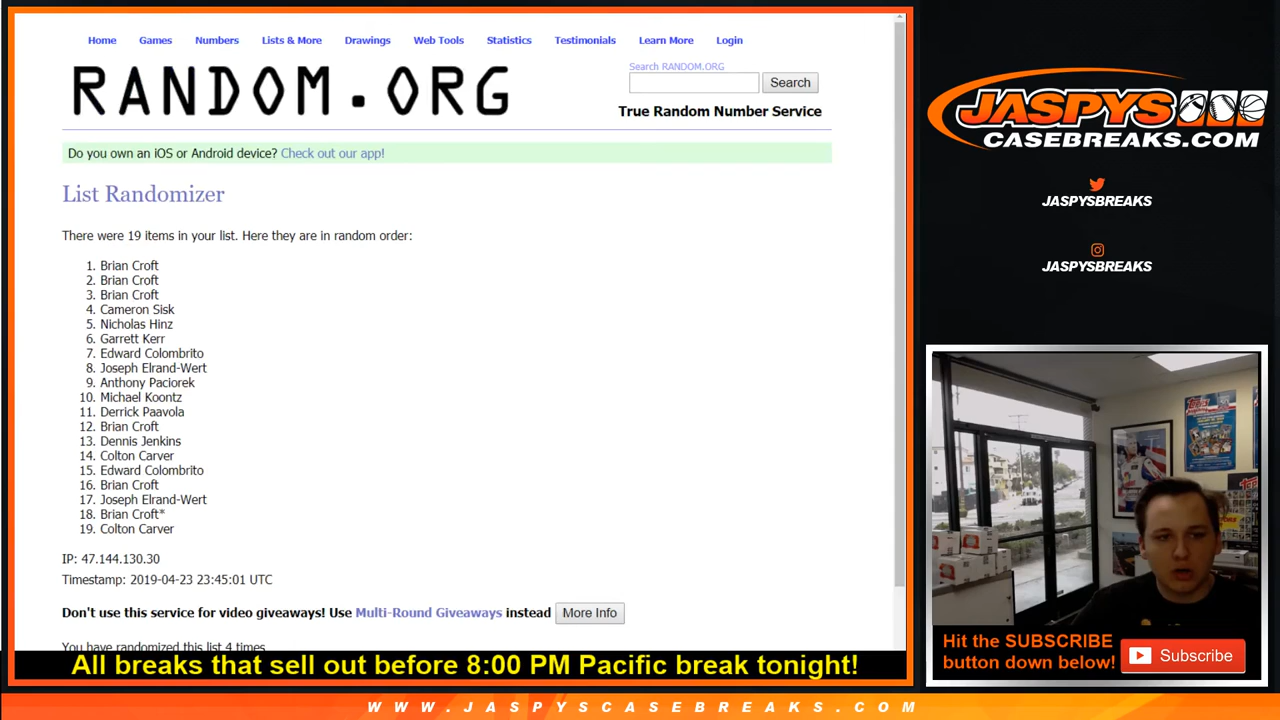 Home Games Numbers Lists & More Drawings Web Tools Statistics Testimonials Learn More Login
RANDOM.ORG
Search RANDOM.ORG
Search
True Random Number Service
Do you own an iOS or Android device? Check out our app!
List Randomizer
There were 19 items in your list. Here they are in random order:
1. Brian Croft
2. Brian Croft
3. Brian Croft
4. Cameron Sisk
5. Nicholas Hinz
6. Garrett Kerr
7. Edward Colombrito
8. Joseph Elrand-Wert
9. Anthony Paciorek
10. Michael Koontz
11. Derrick Paavola
12. Brian Croft
13. Dennis Jenkins
14. Colton Carver
15. Edward Colombrito
16. Brian Croft
17. Joseph Elrand-Wert
18. Brian Croft*
19. Colton Carver
IP: 47.144.130.30
Timestamp: 2019-04-23 23:45:01 UTC
Don't use this service for video giveaways! Use Multi-Round Giveaways instead More Info
You have randomized this list 4 times
All breaks that sell out before 8:00 PM Pacific break tonight!
WWW.JASPYSCASEBREAKS.COM
JASPYS
CASEBREAKS.COM
JASPYSBREAKS
JASPYSBREAKS
Topps
Hit the SUBSCRIBE
button down below!
Subscribe